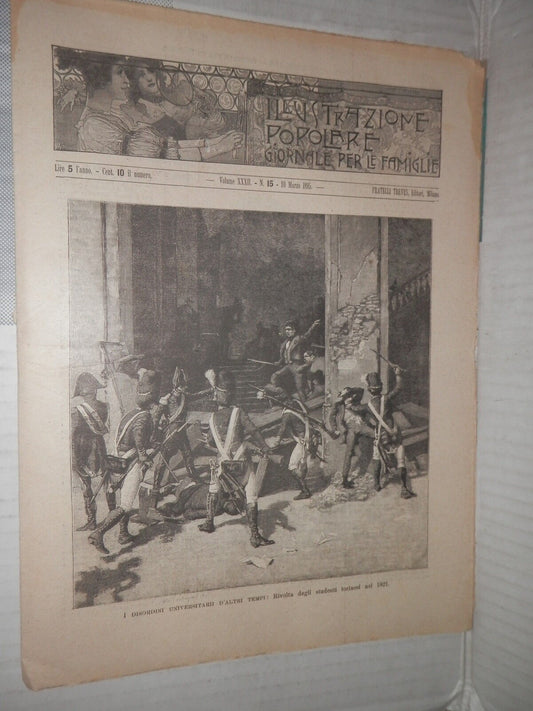 ILLUSTRAZIONE
POPOLARE
GIORNALE PER LE FAMIGLIE
Lire 5 l'anno. — Cent. 10 il numero. — Volume XXXII. - N. 15 - 10 Marzo 1895. — FRATELLI TREVES, Editori, Milano
I DISORDINI UNIVERSITARII D'ALTRI TEMPI: Rivolta degli studenti torinesi nel 1821.